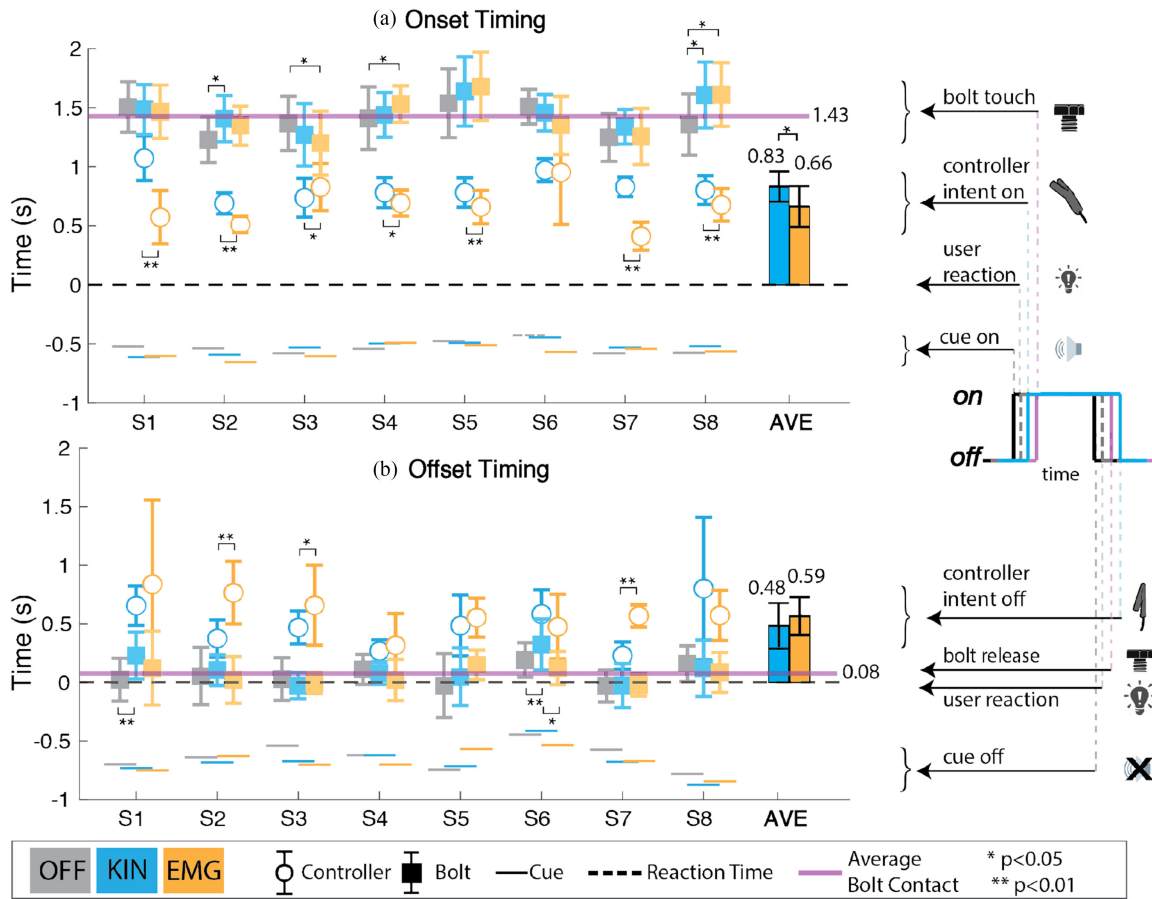 (a) Onset Timing
2
1.5
1
0.5
0
-0.5
-1
Time (s)
*
*
*
*
*
1.43
*
0.83
0.66
**
**
*
*
**
**
**
S1 S2 S3 S4 S5 S6 S7 S8 AVE
bolt touch
controller
intent on
user
reaction
cue on
on
off
time
(b) Offset Timing
2
1.5
1
0.5
0
-0.5
-1
Time (s)
**
*
**
0.48
0.59
0.08
**
**
*
S1 S2 S3 S4 S5 S6 S7 S8 AVE
controller
intent off
bolt release
user reaction
cue off
OFF KIN EMG Controller Bolt Cue Reaction Time
Average
Bolt Contact
* p<0.05
** p<0.01